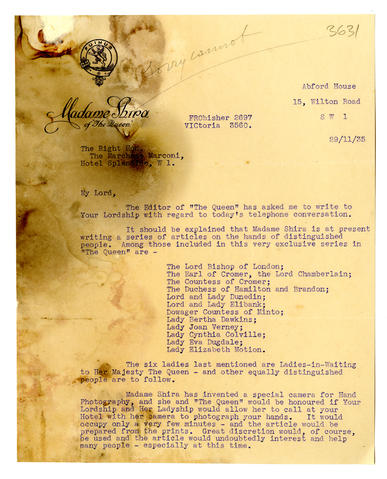 3631
Sorry cannot
Madame Shira
of The Queen
Abford House
15, Wilton Road
FRObisher 2697
S W 1
VICtoria 3560.
29/11/35
The Right Hon.
The Marchese Marconi,
Hotel Splendide, W 1.
My Lord,
The Editor of "The Queen" has asked me to write to
Your Lordship with regard to today's telephone conversation.
It should be explained that Madame Shira is at present
writing a series of articles on the hands of distinguished
people. Among those included in this very exclusive series in
"The Queen" are -
The Lord Bishop of London;
The Earl of Cromer, the Lord Chamberlain;
The Countess of Cromer;
The Duchess of Hamilton and Brandon;
Lord and Lady Dunedin;
Lord and Lady Elibank;
Dowager Countess of Minto;
Lady Bertha Dawkins;
Lady Joan Verney;
Lady Cynthia Colville;
Lady Eva Dugdale;
Lady Elizabeth Motion.
The six ladies last mentioned are Ladies-in-Waiting
to Her Majesty The Queen - and other equally distinguished
people are to follow.
Madame Shira has invented a special camera for Hand
Photography, and she and "The Queen" would be honoured if Your
Lordship and Her Ladyship would allow her to call at your
Hotel with her camera to photograph your hands. It would
occupy only a very few minutes - and the article would be
prepared from the prints. Great discretion would, of course,
be used and the article would undoubtedly interest and help
many people - especially at this time.